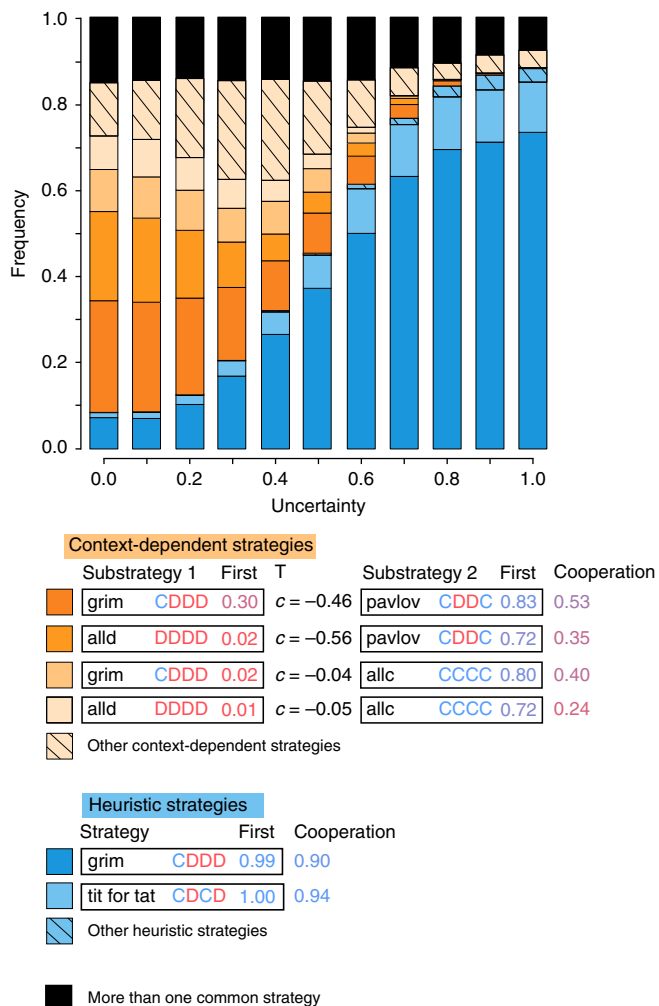 1.0
0.8
0.6
0.4
0.2
0.0
Frequency
0.0 0.2 0.4 0.6 0.8 1.0
Uncertainty
Context-dependent strategies
Substrategy 1 First T Substrategy 2 First Cooperation
grim CDDD 0.30 c = –0.46 pavlov CDDC 0.83 0.53
alld DDDD 0.02 c = –0.56 pavlov CDDC 0.72 0.35
grim CDDD 0.02 c = –0.04 allc CCCC 0.80 0.40
alld DDDD 0.01 c = –0.05 allc CCCC 0.72 0.24
Other context-dependent strategies
Heuristic strategies
Strategy First Cooperation
grim CDDD 0.99 0.90
tit for tat CDCD 1.00 0.94
Other heuristic strategies
More than one common strategy